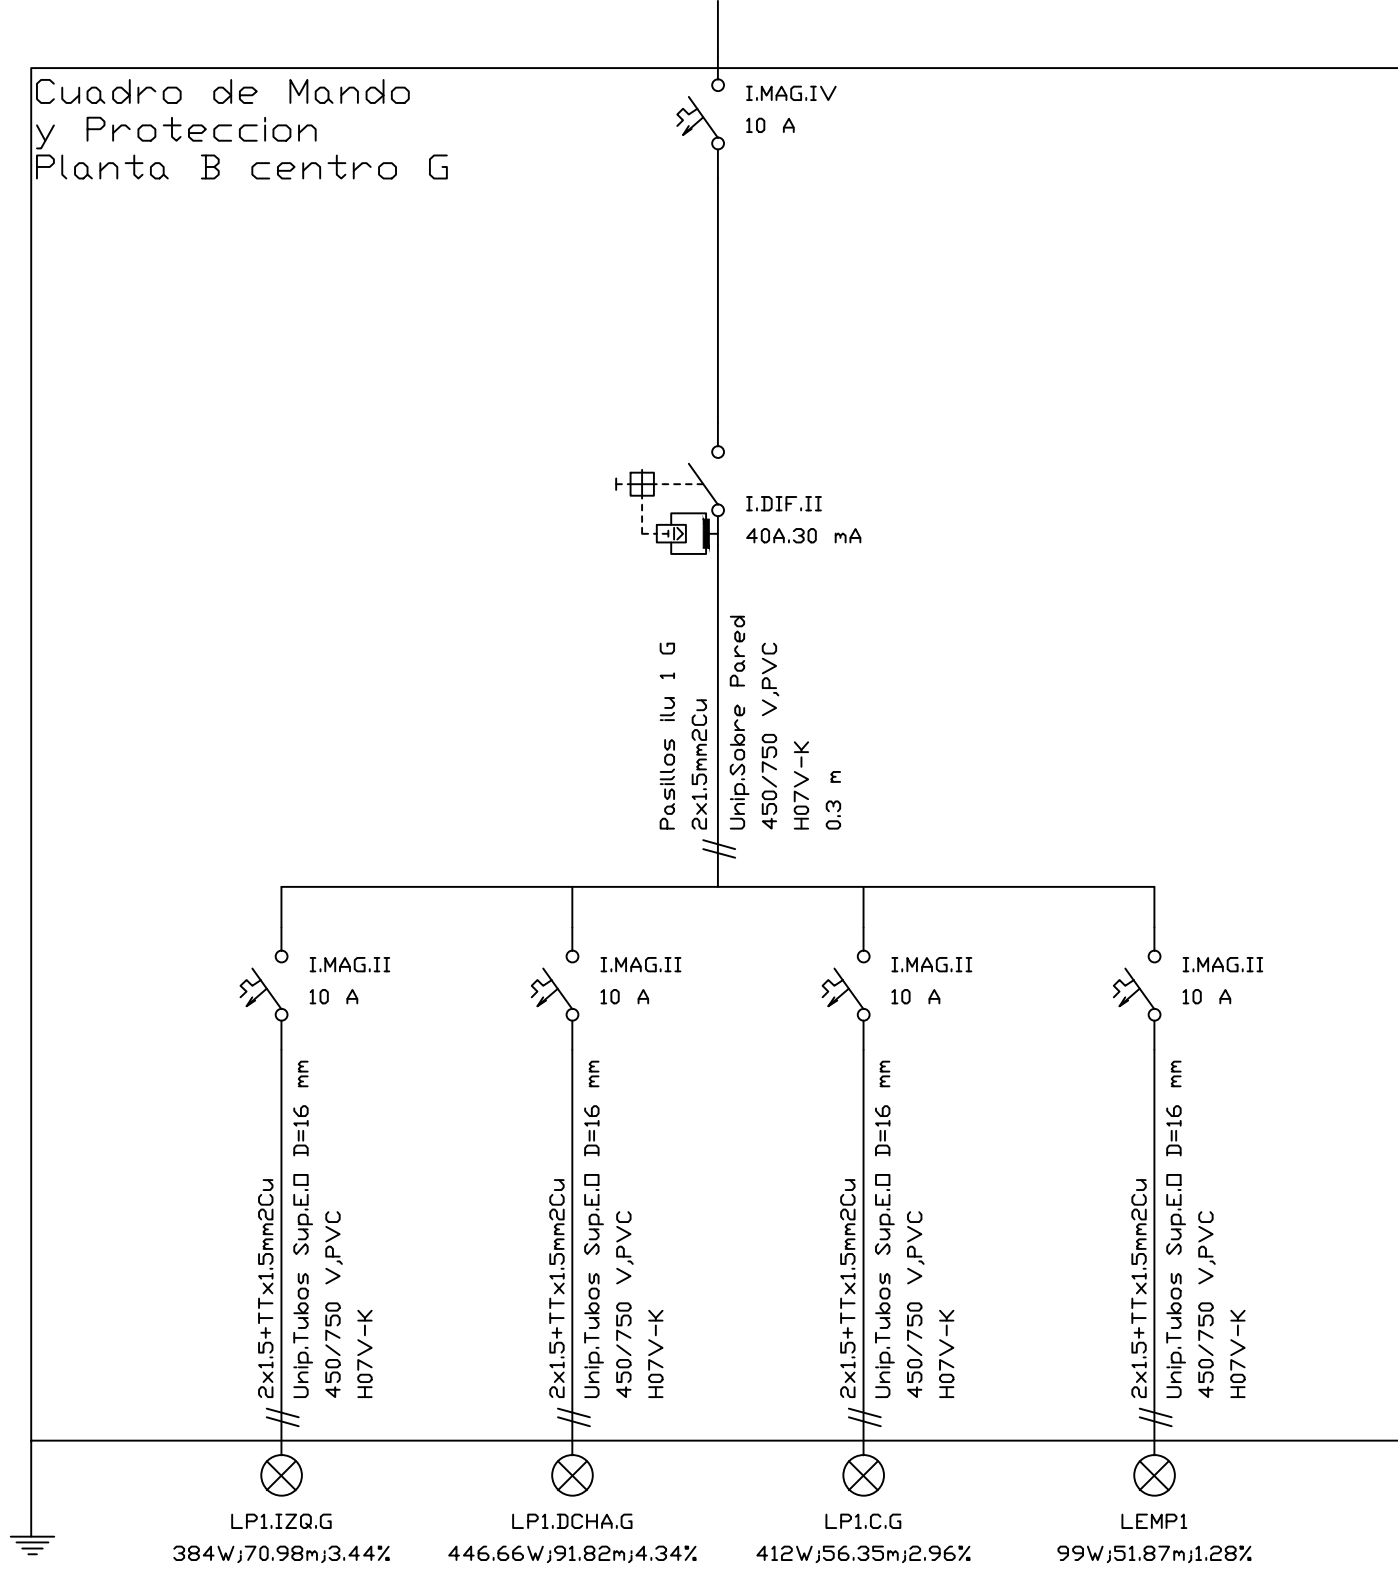 Cuadro de Mando
y Proteccion
Planta B centro G
I.MAG.IV
10 A
I.DIF.II
40A.30 mA
Pasillos ilu 1 G
2x1.5mm2Cu
Unip.Sobre Pared
450/750 V,PVC
H07V-K
0.3 m
I.MAG.II
10 A
I.MAG.II
10 A
I.MAG.II
10 A
I.MAG.II
10 A
2x1.5+TTx1.5mm2Cu
Unip.Tubos Sup.E.□ D=16 mm
450/750 V,PVC
H07V-K
2x1.5+TTx1.5mm2Cu
Unip.Tubos Sup.E.□ D=16 mm
450/750 V,PVC
H07V-K
2x1.5+TTx1.5mm2Cu
Unip.Tubos Sup.E.□ D=16 mm
450/750 V,PVC
H07V-K
2x1.5+TTx1.5mm2Cu
Unip.Tubos Sup.E.□ D=16 mm
450/750 V,PVC
H07V-K
LP1.IZQ.G
384W;70.98m;3.44%
LP1.DCHA.G
446.66W;91.82m;4.34%
LP1.C.G
412W;56.35m;2.96%
LEMP1
99W;51.87m;1.28%